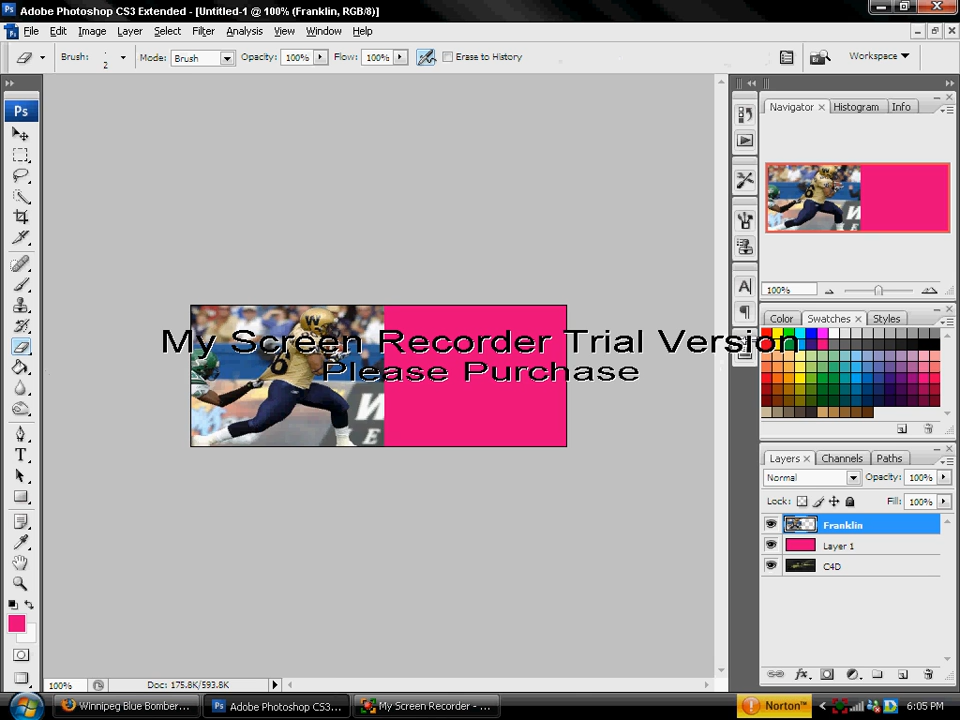 Adobe Photoshop CS3 Extended - [Untitled-1 @ 100% (Franklin, RGB/8)]
File Edit Image Layer Select Filter Analysis View Window Help
Brush: 2 Mode: Brush Opacity: 100% Flow: 100% Erase to History Workspace
Ps
Navigator Histogram Info
100%
Color Swatches Styles
My Screen Recorder Trial Version
Please Purchase
Layers Channels Paths
Normal Opacity: 100%
Lock: Fill: 100%
Franklin
Layer 1
C4D
100% Doc: 175.8K/593.8K
Winnipeg Blue Bomber... Adobe Photoshop CS3... My Screen Recorder - ... Norton™ 6:05 PM